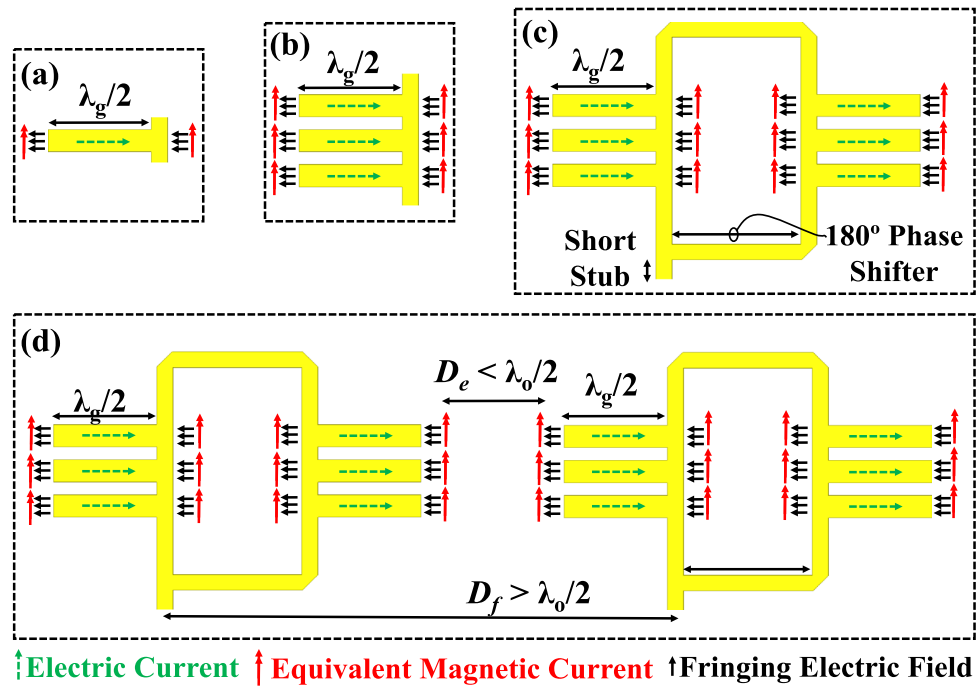 (a)
λg/2
(b)
λg/2
(c)
λg/2
Short
Stub
180º Phase
Shifter
(d)
λg/2
De < λo/2
λg/2
Df > λo/2
Electric Current
Equivalent Magnetic Current
Fringing Electric Field